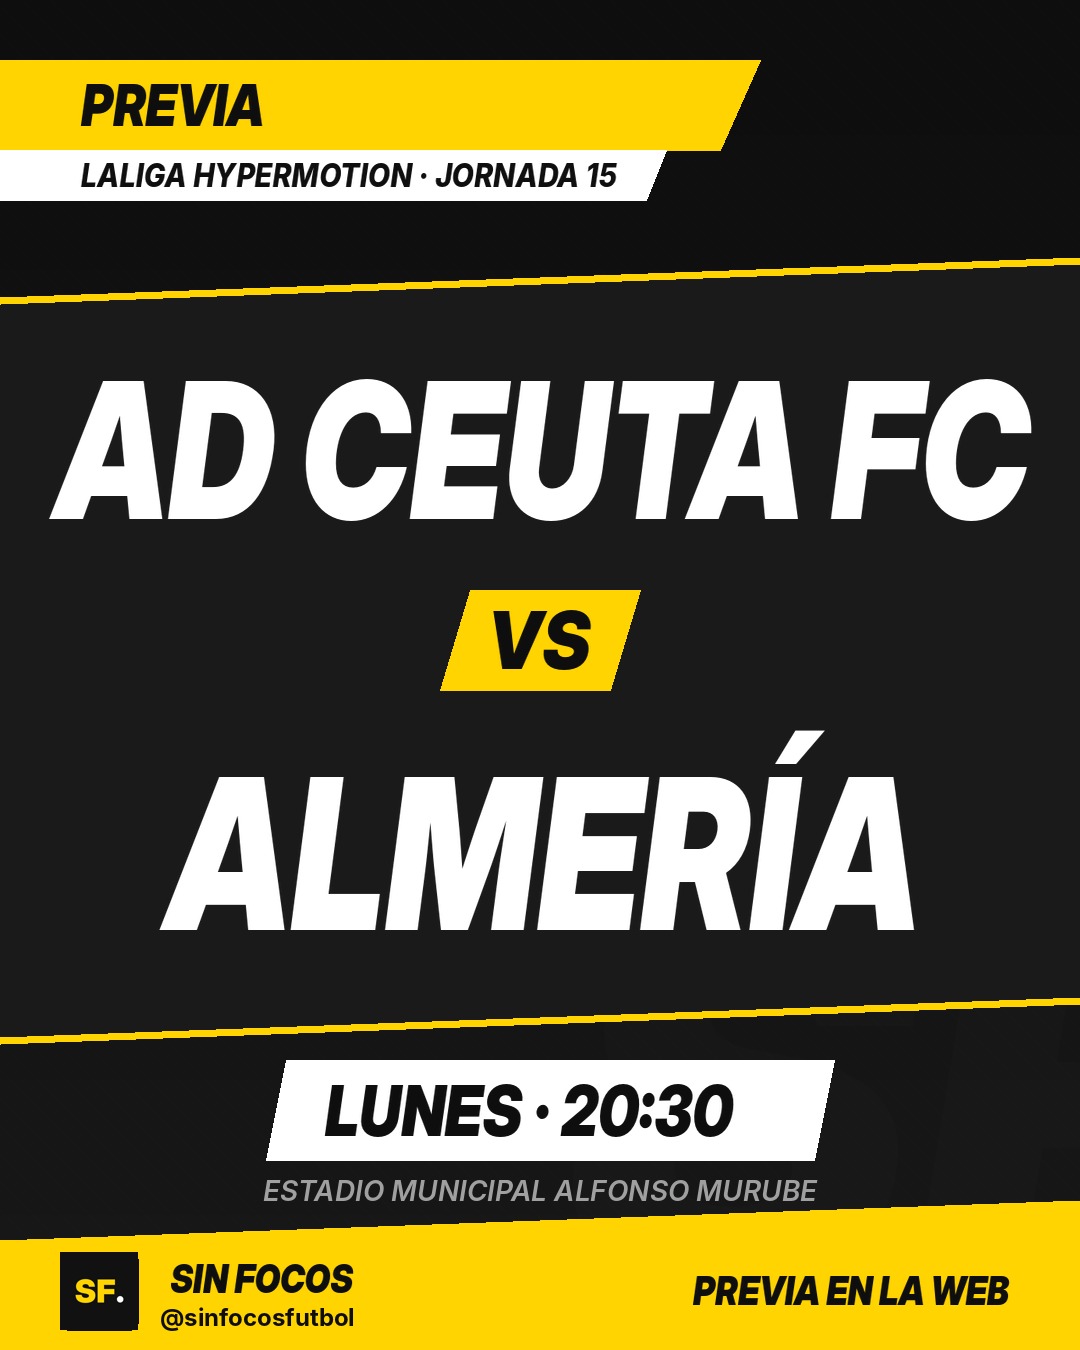 PREVIA
LALIGA HYPERMOTION · JORNADA 15
AD CEUTA FC
VS
ALMERÍA
LUNES · 20:30
ESTADIO MUNICIPAL ALFONSO MURUBE
SF.
SIN FOCOS
@sinfocosfutbol
PREVIA EN LA WEB